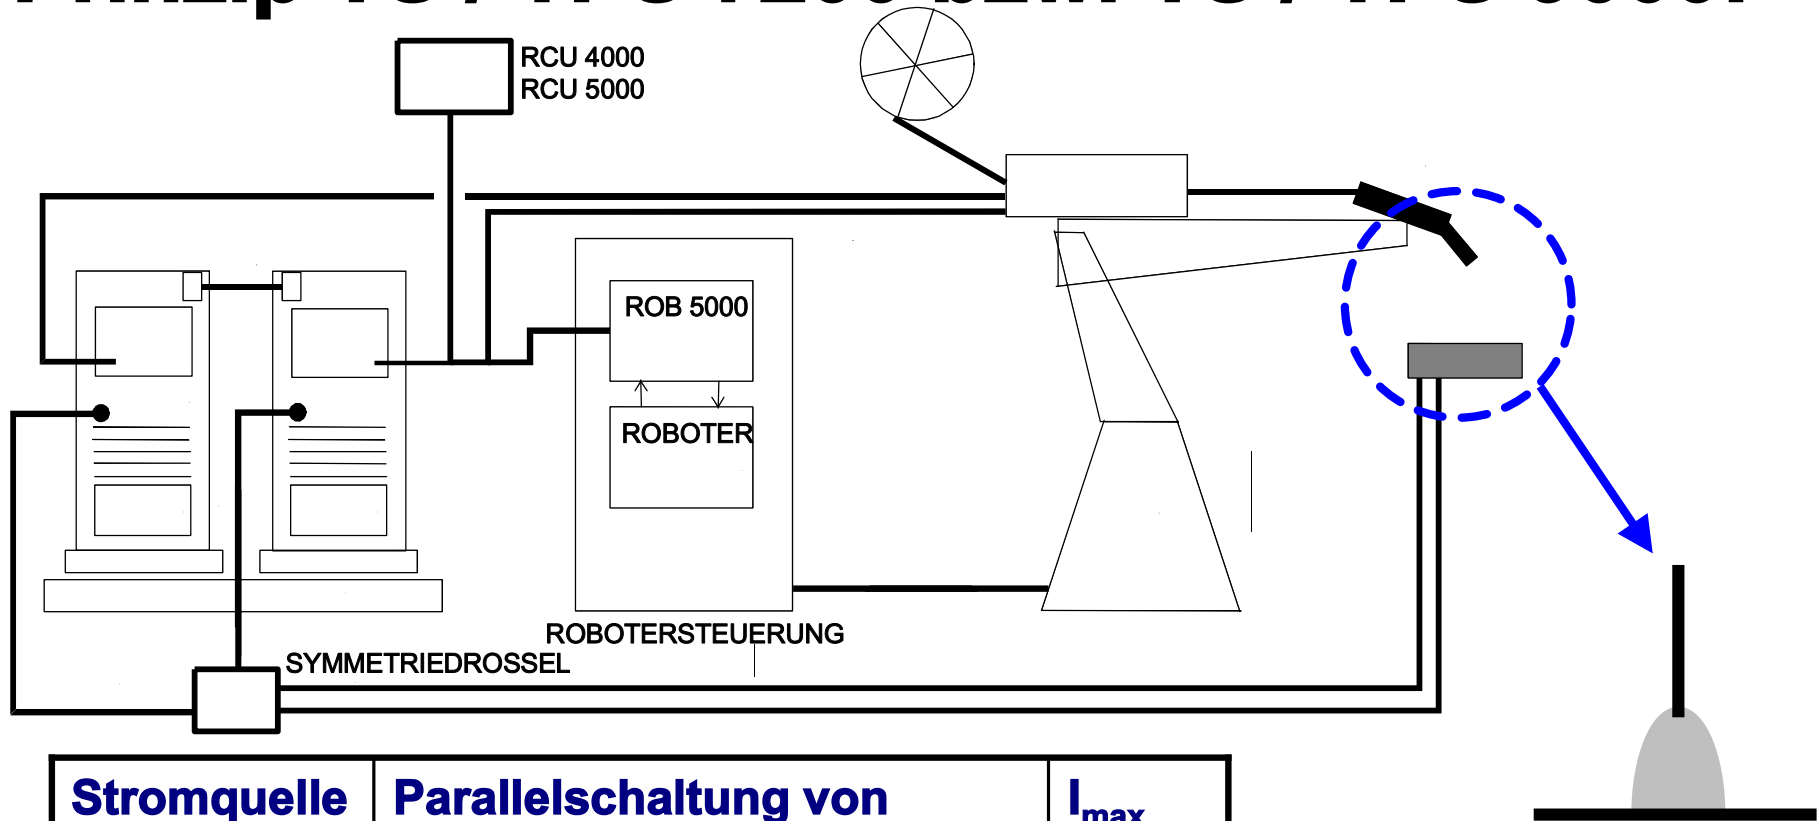 RCU 4000
RCU 5000
ROB 5000
ROBOTER
ROBOTERSTEUERUNG
SYMMETRIEDROSSEL
Stromquelle Parallelschaltung von Imax